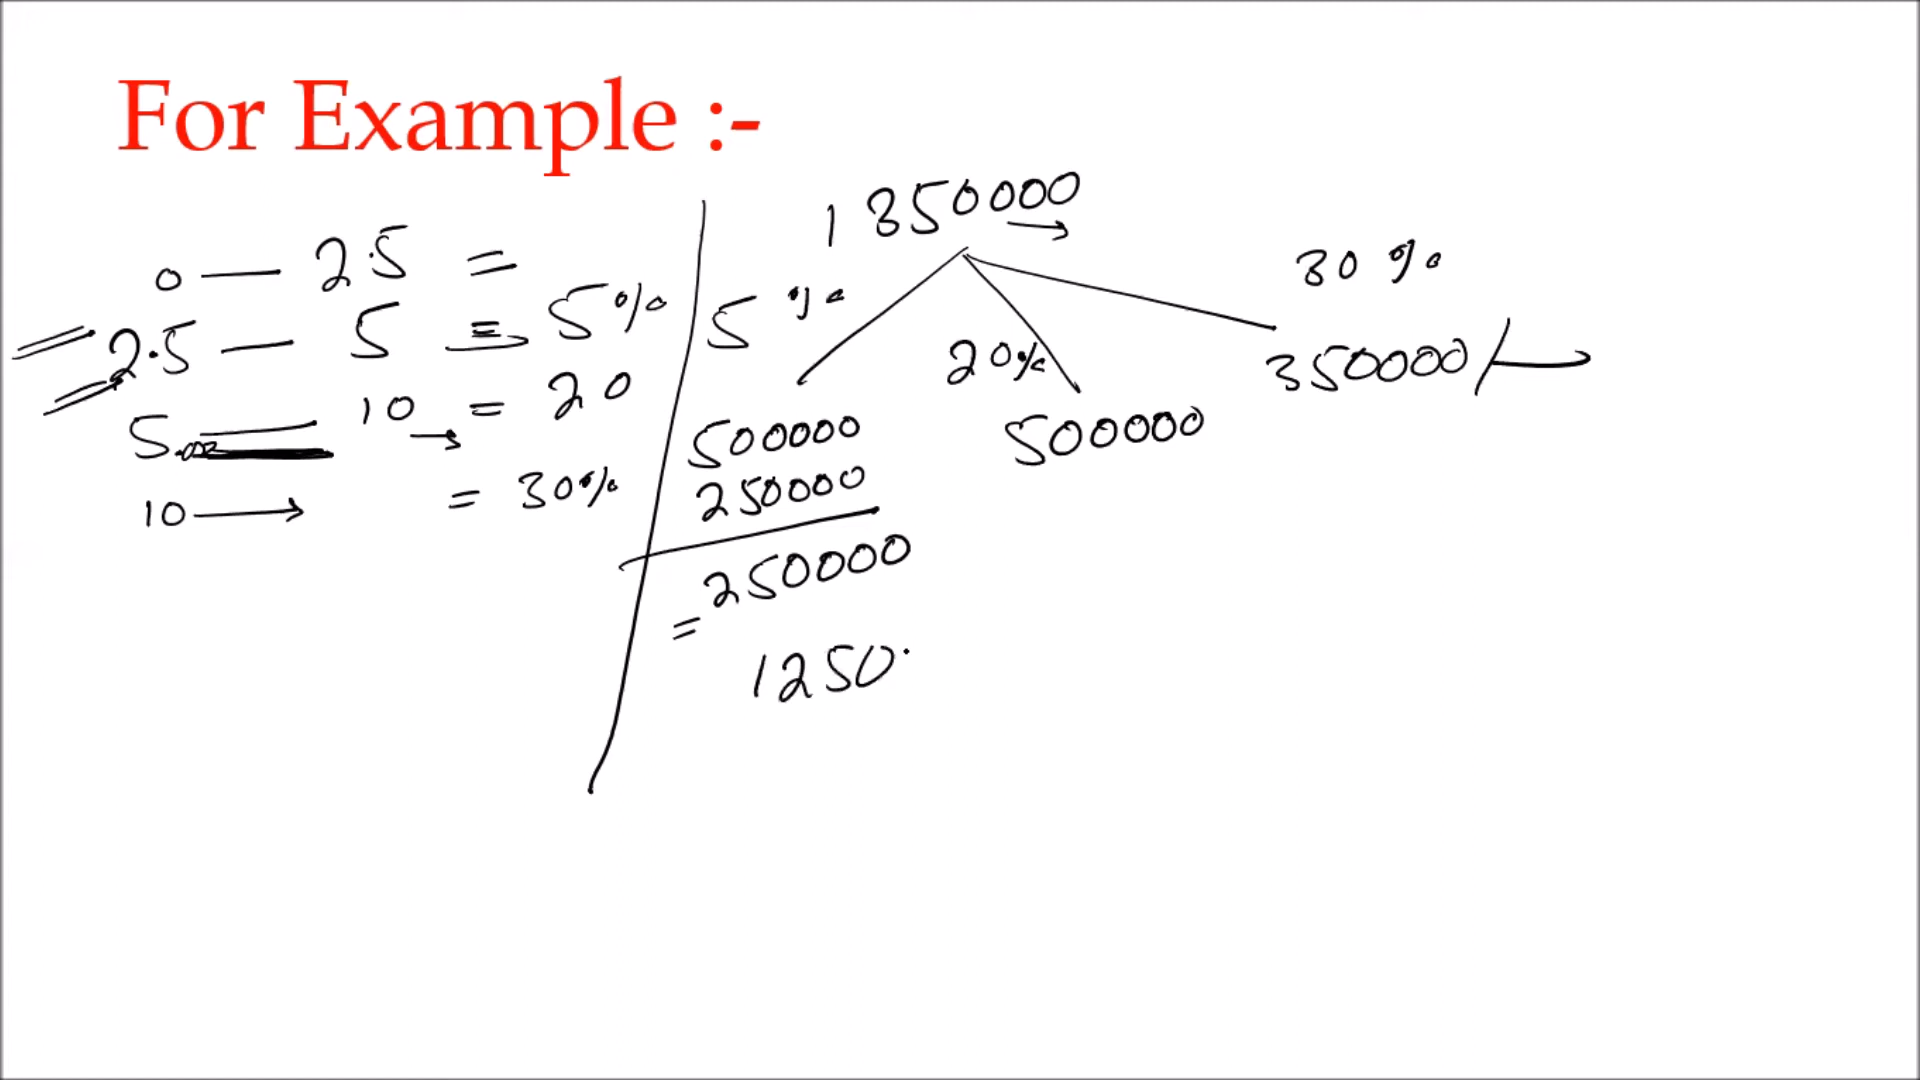 For Example :-
0 — 2.5 =
2.5 — 5 = 5%
5.002 — 10 → = 20
10 → = 30%
1350000 →
5%
20%
30%
500000
250000
= 250000
1250.
500000
350000/-